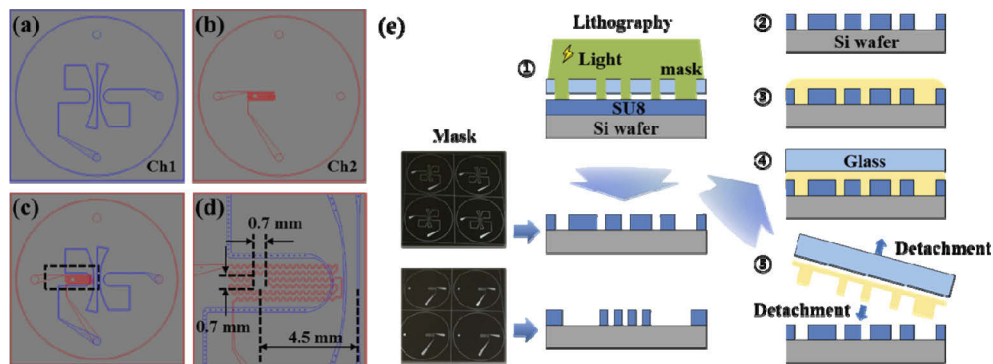 (a)
Ch1
(b)
Ch2
(c)
(d)
0.7 mm
0.7 mm
4.5 mm
(e)
Mask
Lithography
①
Light
mask
SU8
Si wafer
②
Si wafer
③
④
Glass
⑤
Detachment
Detachment